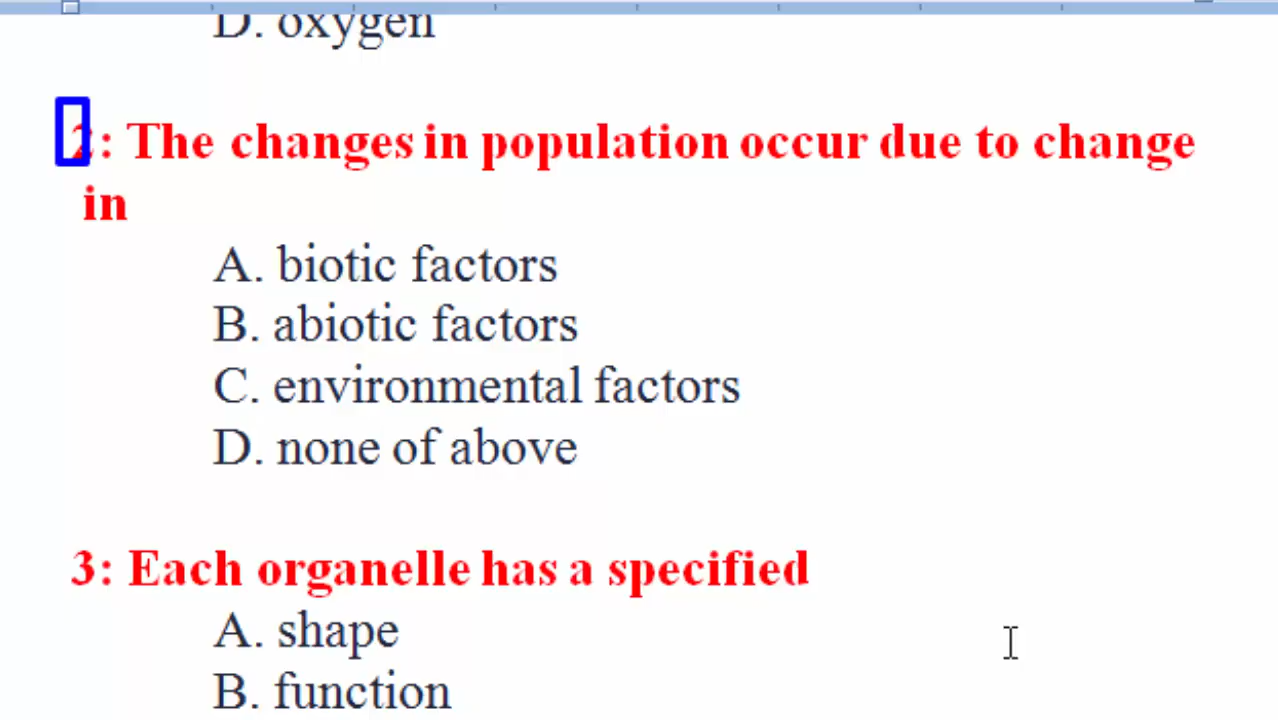 D. oxygen
2: The changes in population occur due to change
in
A. biotic factors
B. abiotic factors
C. environmental factors
D. none of above
3: Each organelle has a specified
A. shape
B. function